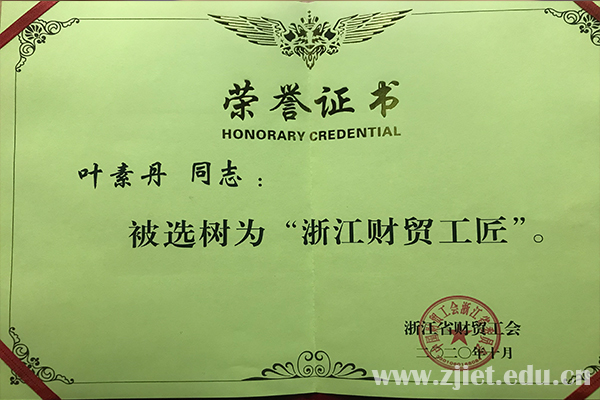 荣誉证书
HONORARY CREDENTIAL
叶素丹 同志：
被选树为“浙江财贸工匠”。
浙江省财贸工会
二〇二〇年十月
www.zjiet.edu.cn